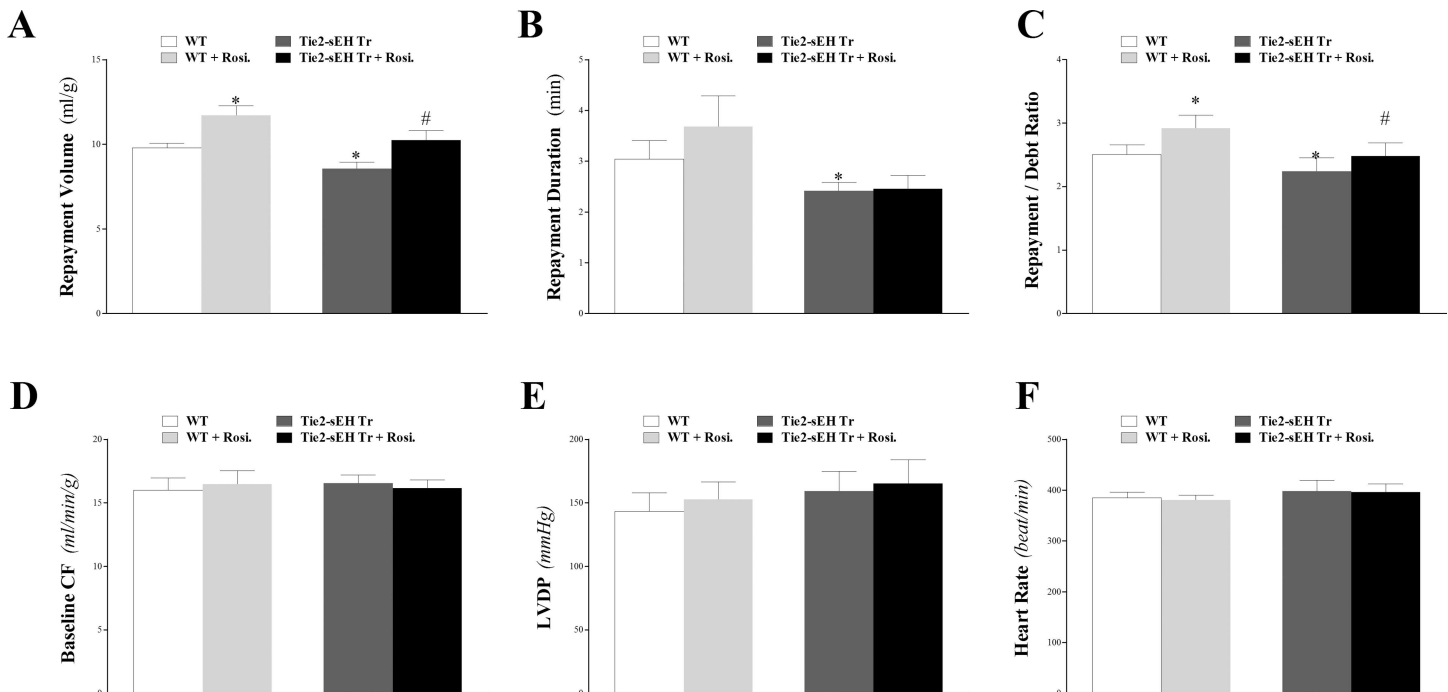 A
WT
Tie2-sEH Tr
WT + Rosi.
Tie2-sEH Tr + Rosi.
Repayment Volume (ml/g)
15
10
5
0
*
*
#
B
WT
Tie2-sEH Tr
WT + Rosi.
Tie2-sEH Tr + Rosi.
Repayment Duration (min)
5
4
3
2
1
0
*
C
WT
Tie2-sEH Tr
WT + Rosi.
Tie2-sEH Tr + Rosi.
Repayment / Debt Ratio
4
3
2
1
0
*
*
#
D
WT
Tie2-sEH Tr
WT + Rosi.
Tie2-sEH Tr + Rosi.
Baseline CF (ml/min/g)
20
15
10
5
0
E
WT
Tie2-sEH Tr
WT + Rosi.
Tie2-sEH Tr + Rosi.
LVDP (mmHg)
200
150
100
50
0
F
WT
Tie2-sEH Tr
WT + Rosi.
Tie2-sEH Tr + Rosi.
Heart Rate (beat/min)
500
400
300
200
100
0